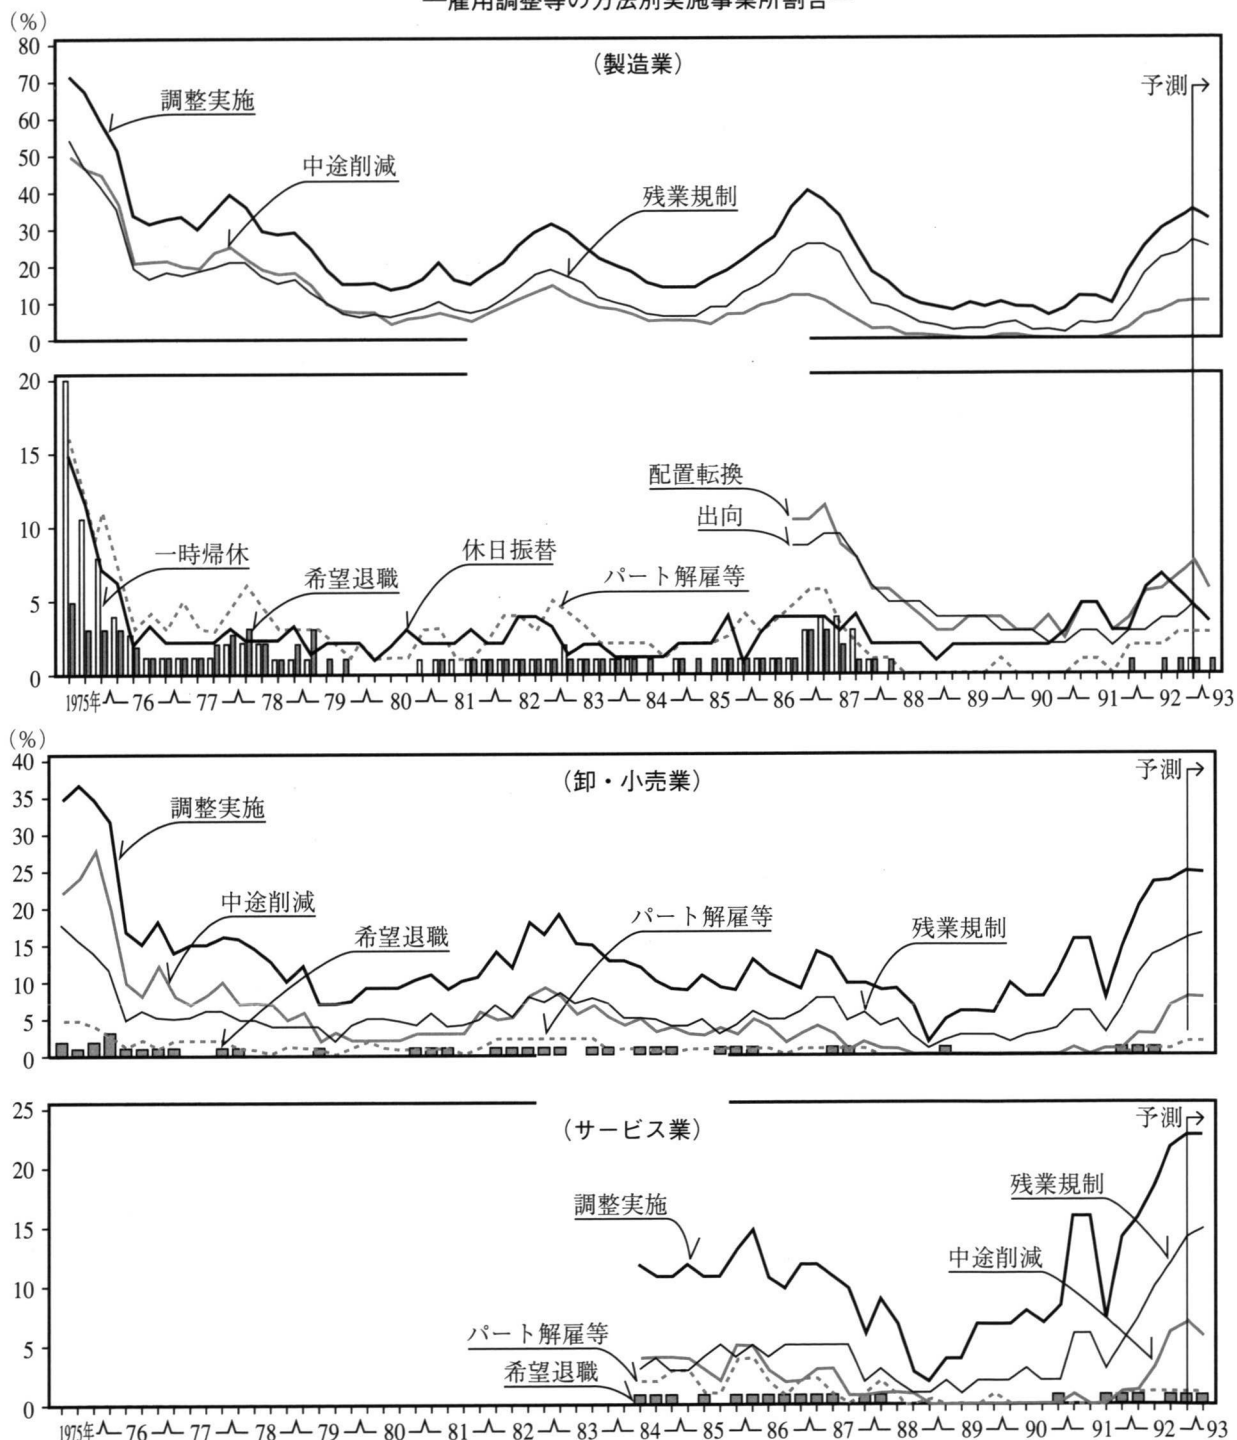 ―雇用調整等の方法別実施事業所割合―
(%)
(製造業)
80
70
60
50
40
30
20
10
0
調整実施
中途削減
残業規制
予測
20
15
10
5
0
一時帰休
希望退職
休日振替
パート解雇等
配置転換
出向
1975年 76 77 78 79 80 81 82 83 84 85 86 87 88 89 90 91 92 93
(%)
(卸・小売業)
40
35
30
25
20
15
10
5
0
調整実施
中途削減
希望退職
パート解雇等
残業規制
予測
(サービス業)
25
20
15
10
5
0
調整実施
パート解雇等
希望退職
残業規制
中途削減
予測
1975年 76 77 78 79 80 81 82 83 84 85 86 87 88 89 90 91 92 93